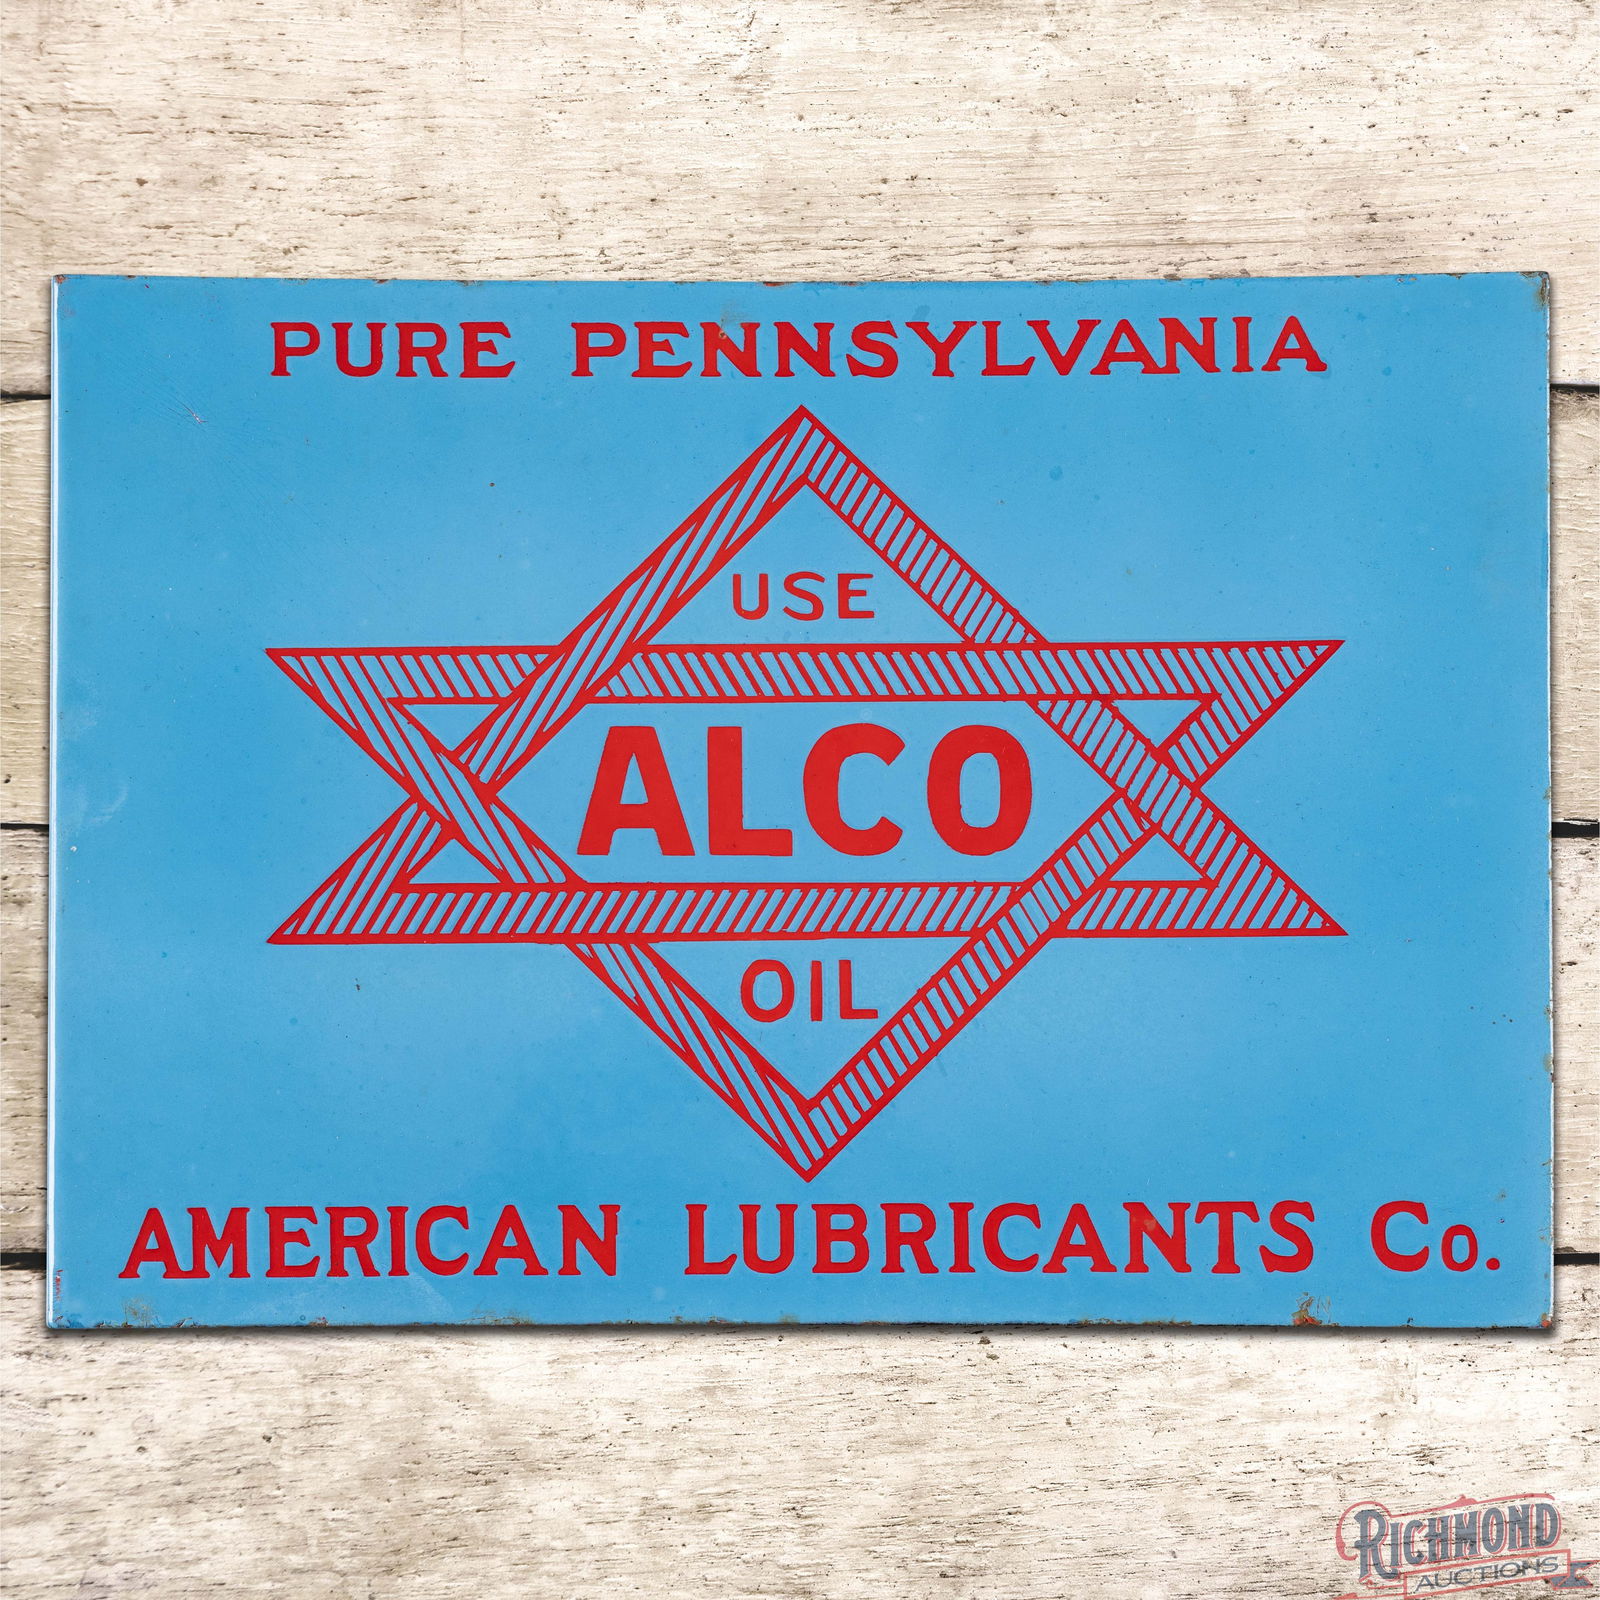 PURE PENNSYLVANIA
USE
ALCO
OIL
AMERICAN LUBRICANTS Co.
RICHMOND
AUCTIONS